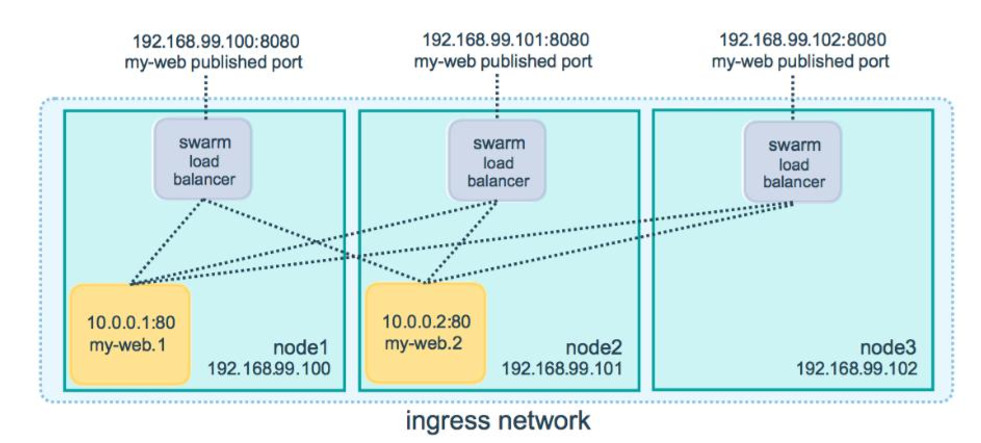 192.168.99.100:8080
my-web published port
192.168.99.101:8080
my-web published port
192.168.99.102:8080
my-web published port
swarm
load
balancer
swarm
load
balancer
swarm
load
balancer
10.0.0.1:80
my-web.1
node1
192.168.99.100
10.0.0.2:80
my-web.2
node2
192.168.99.101
node3
192.168.99.102
ingress network